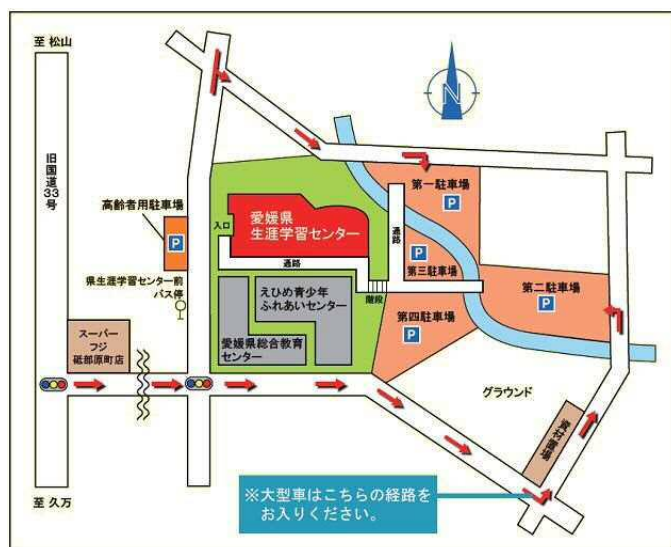 至 松山
旧国道33号
高齢者用駐車場
P
県生涯学習センター前
バス停
スーパー
フジ
砥部原町店
至 久万
N
入口
愛媛県
生涯学習センター
通路
えひめ青少年
ふれあいセンター
愛媛県総合教育
センター
階段
通路
第一駐車場
P
第三駐車場
P
第二駐車場
P
第四駐車場
P
グラウンド
資材置場
※大型車はこちらの経路を
お入りください。